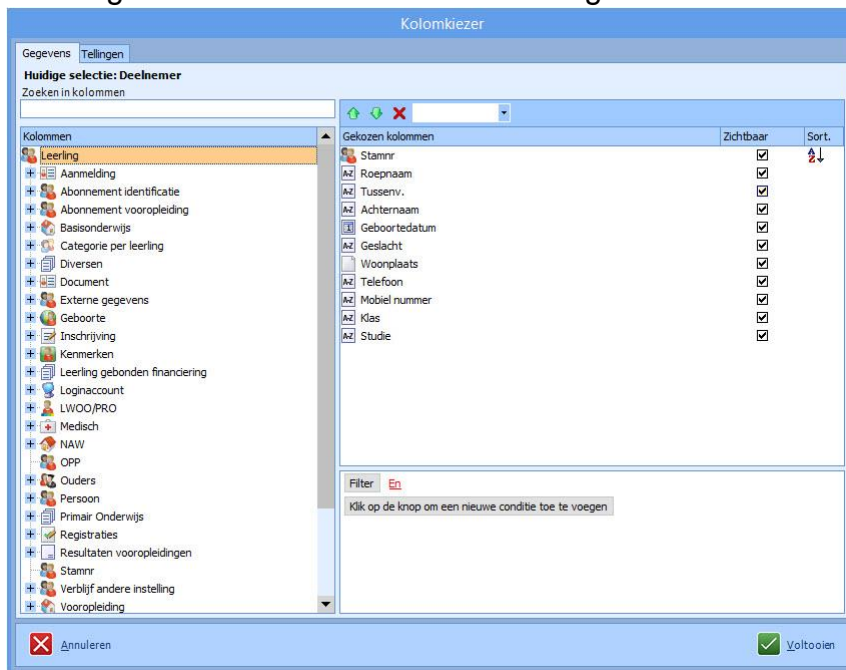 Kolomkiezer
Gegevens Tellingen
Huidige selectie: Deelnemer
Zoeken in kolommen
Kolommen
Leerling
Aanmelding
Abonnement identificatie
Abonnement vooropleiding
Basisonderwijs
Categorie per leerling
Diversen
Document
Externe gegevens
Geboorte
Inschrijving
Kenmerken
Leerling gebonden financiering
Loginaccount
LWOO/PRO
Medisch
NAW
OPP
Ouders
Persoon
Primair Onderwijs
Registraties
Resultaten vooropleidingen
Stamnr
Verblijf andere instelling
Vooropleiding
Gekozen kolommen Zichtbaar Sort.
Stamnr
Roepnaam
Tussenv.
Achternaam
Geboortedatum
Geslacht
Woonplaats
Telefoon
Mobiel nummer
Klas
Studie
Filter En
Klik op de knop om een nieuwe conditie toe te voegen
Annuleren Voltooien